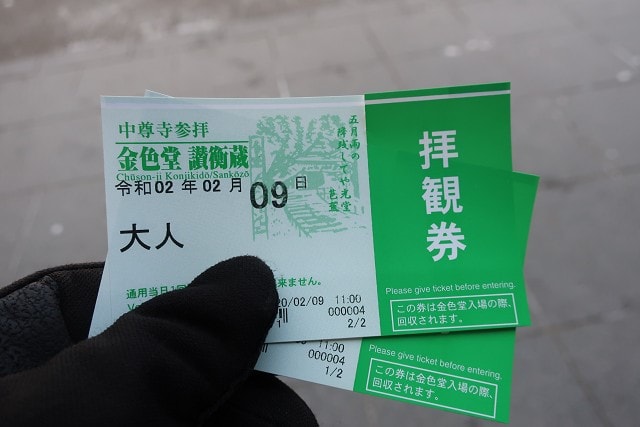 中尊寺参拝
金色堂 讃衡蔵
Chūson-ji Konjikidō/Sankōzō
令和02年02月09日
大人
五月雨の
降残してや光堂
芭蕉
通用当日1回
来ません。
20/02/09 11:00
000004
2/2
拝観券
Please give ticket before entering.
この券は金色堂入場の際、
回収されます。
11:00
000004
1/2
Please give ticket before entering.
この券は金色堂入場の際、
回収されます。